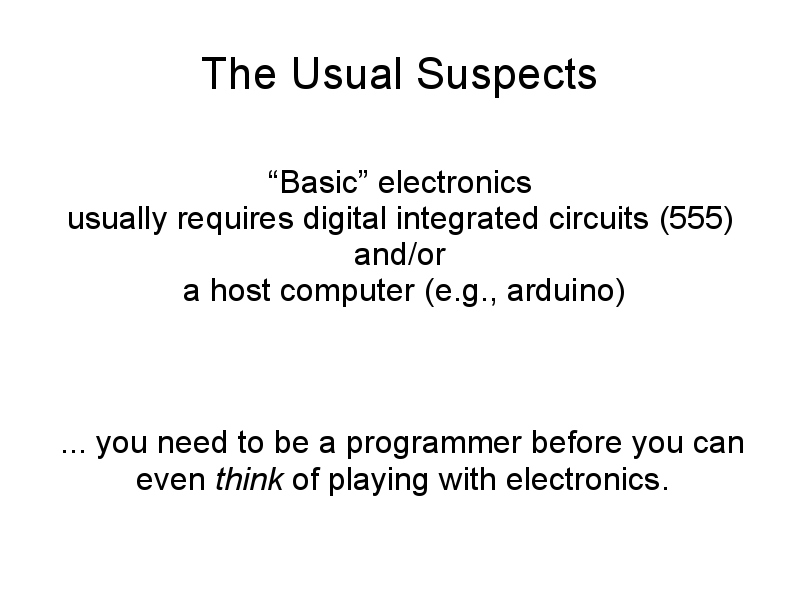 The Usual Suspects
“Basic” electronics
usually requires digital integrated circuits (555)
and/or
a host computer (e.g., arduino)
... you need to be a programmer before you can
even think of playing with electronics.